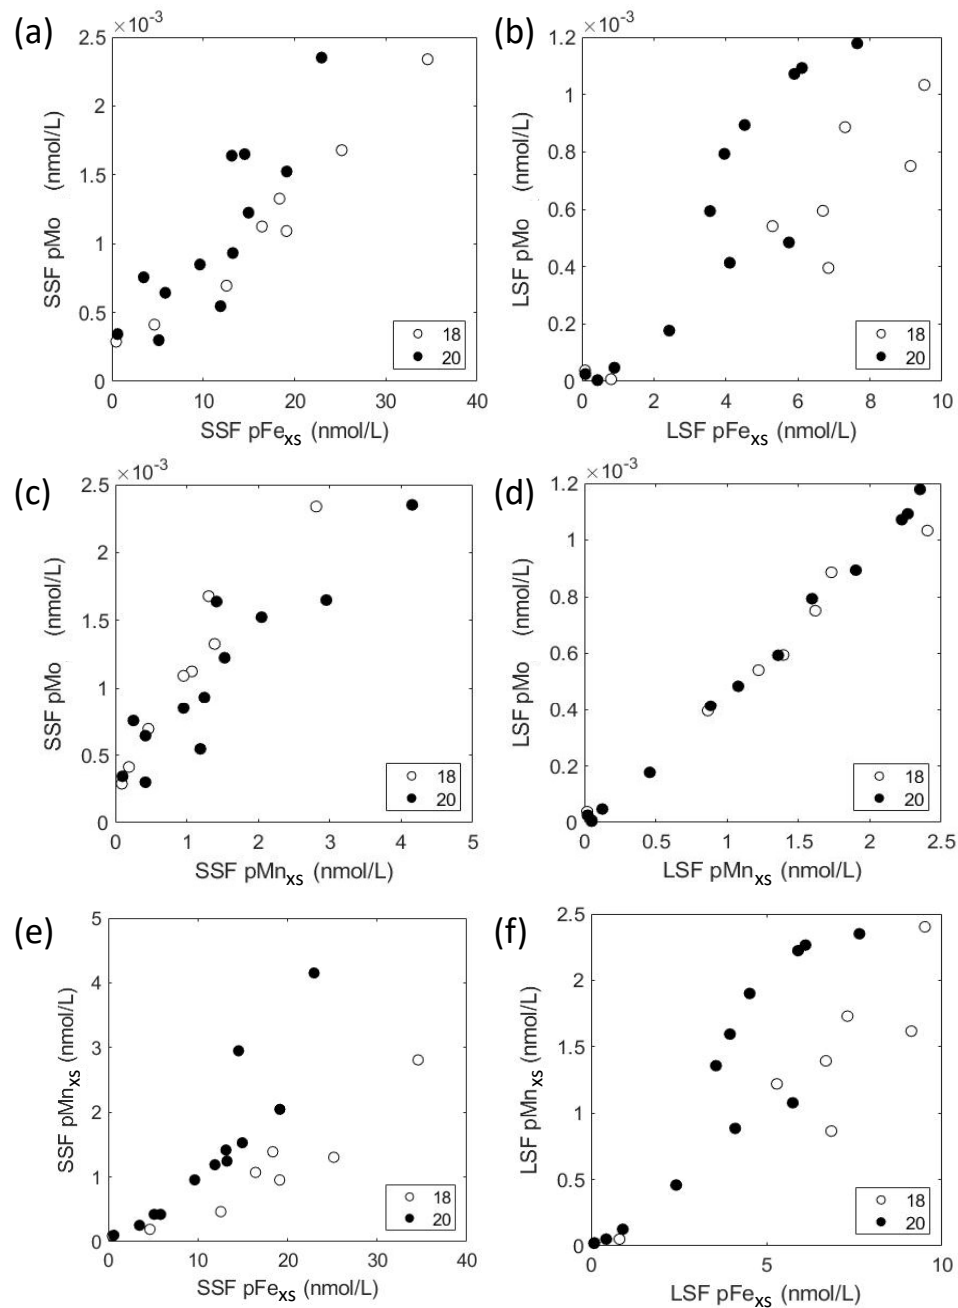 (a)
×10⁻³
2.5
2
1.5
1
0.5
0
SSF pMo (nmol/L)
0 10 20 30 40
SSF pFexs (nmol/L)
18
20
(b)
×10⁻³
1.2
1
0.8
0.6
0.4
0.2
0
LSF pMo (nmol/L)
0 2 4 6 8 10
LSF pFexs (nmol/L)
18
20
(c)
×10⁻³
2.5
2
1.5
1
0.5
0
SSF pMo (nmol/L)
0 1 2 3 4 5
SSF pMnxs (nmol/L)
18
20
(d)
×10⁻³
1.2
1
0.8
0.6
0.4
0.2
0
LSF pMo (nmol/L)
0 0.5 1 1.5 2 2.5
LSF pMnxs (nmol/L)
18
20
(e)
5
4
3
2
1
0
SSF pMnxs (nmol/L)
0 10 20 30 40
SSF pFexs (nmol/L)
18
20
(f)
2.5
2
1.5
1
0.5
0
LSF pMnxs (nmol/L)
0 5 10
LSF pFexs (nmol/L)
18
20